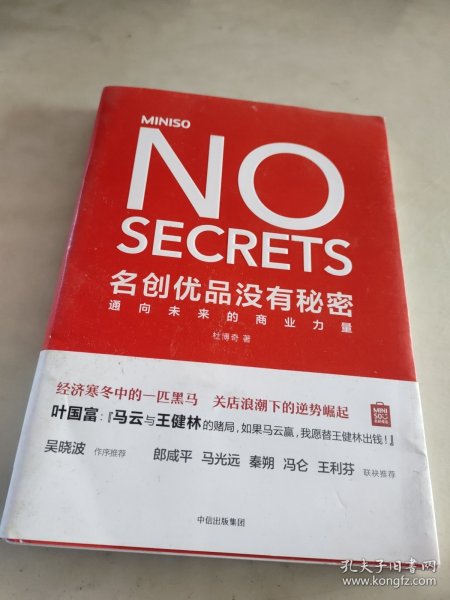 MINISO
NO
SECRETS
名创优品没有秘密
通向未来的商业力量
杜博奇 著
经济寒冬中的一匹黑马 关店浪潮下的逆势崛起
叶国富：『马云与王健林的赌局，如果马云赢，我愿替王健林出钱！』
MINI
SO
吴晓波 作序推荐 郎咸平 马光远 秦朔 冯仑 王利芬 联袂推荐
中信出版集团
孔夫子旧书网
www.kongfz.com